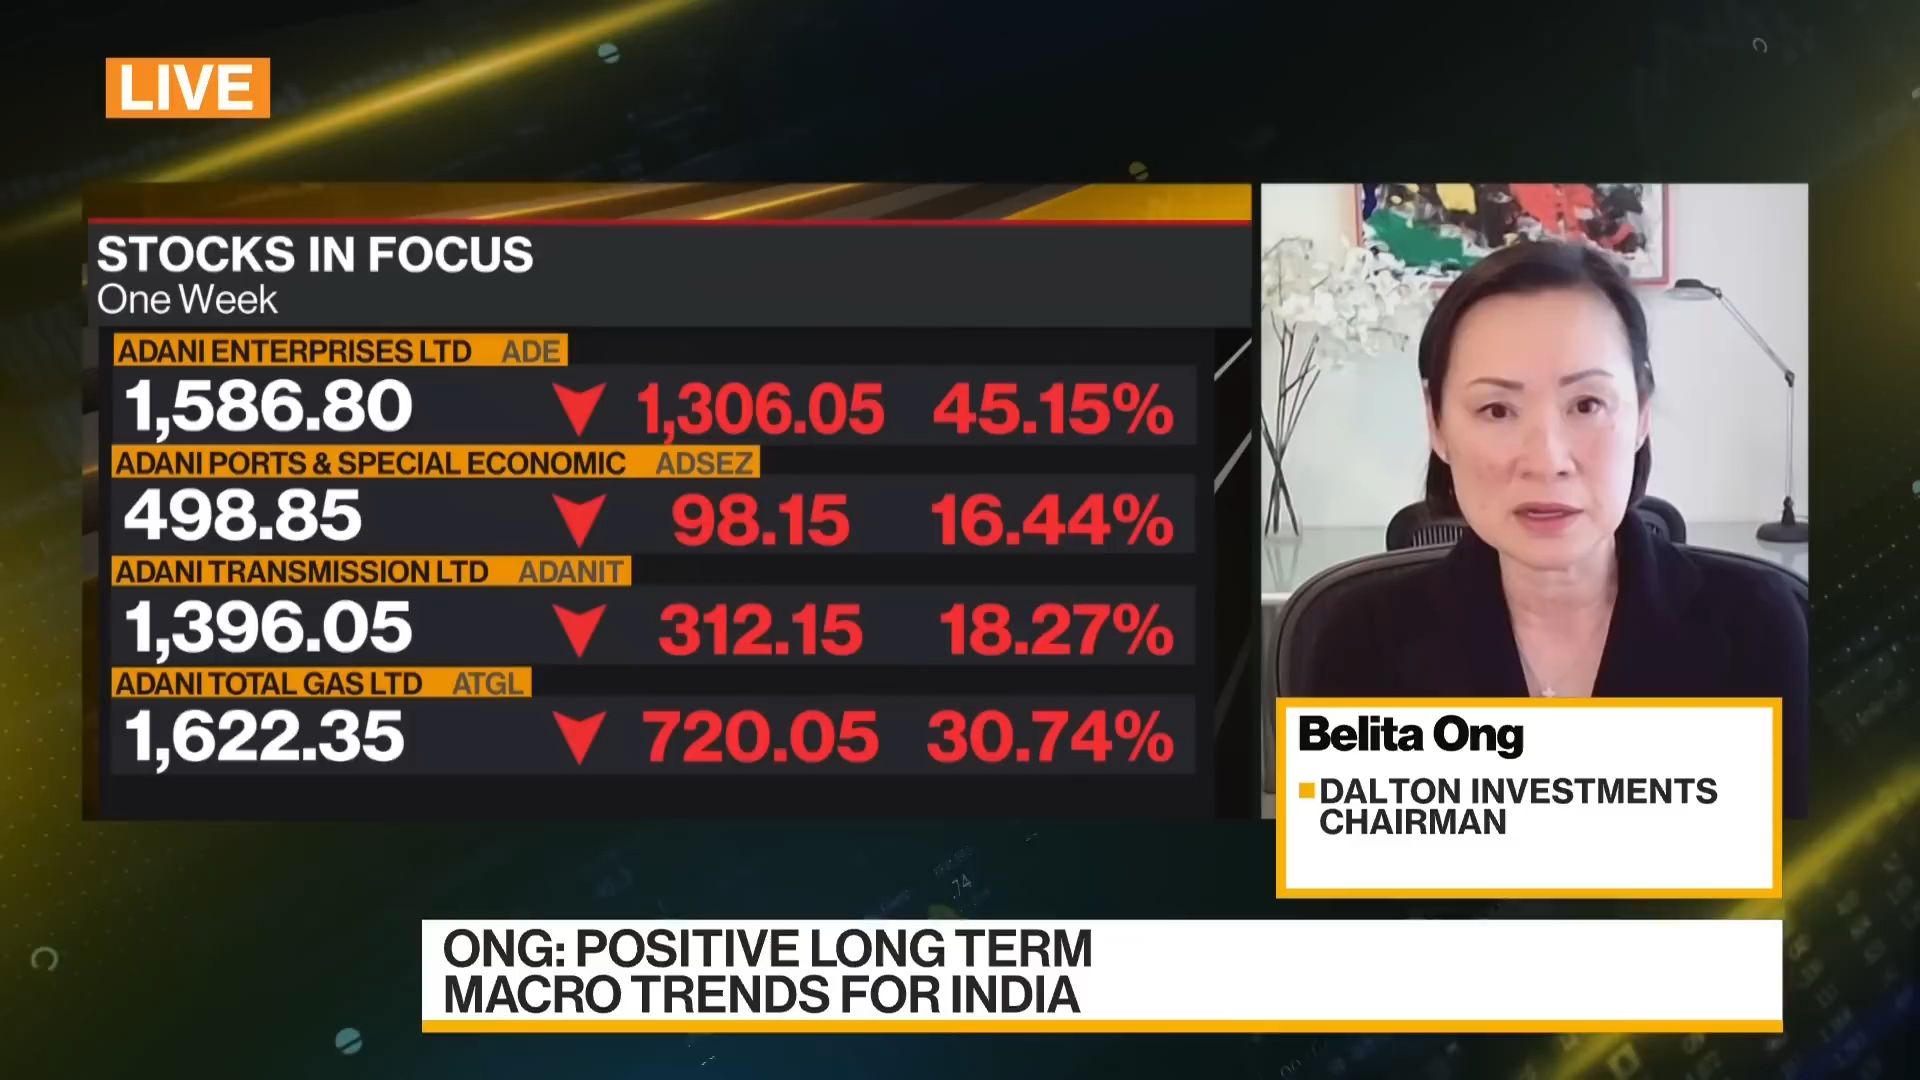 LIVE
STOCKS IN FOCUS
One Week
ADANI ENTERPRISES LTD ADE
1,586.80 1,306.05 45.15%
ADANI PORTS & SPECIAL ECONOMIC ADSEZ
498.85 98.15 16.44%
ADANI TRANSMISSION LTD ADANIT
1,396.05 312.15 18.27%
ADANI TOTAL GAS LTD ATGL
1,622.35 720.05 30.74%
Belita Ong
DALTON INVESTMENTS
CHAIRMAN
74
ONG: POSITIVE LONG TERM
MACRO TRENDS FOR INDIA